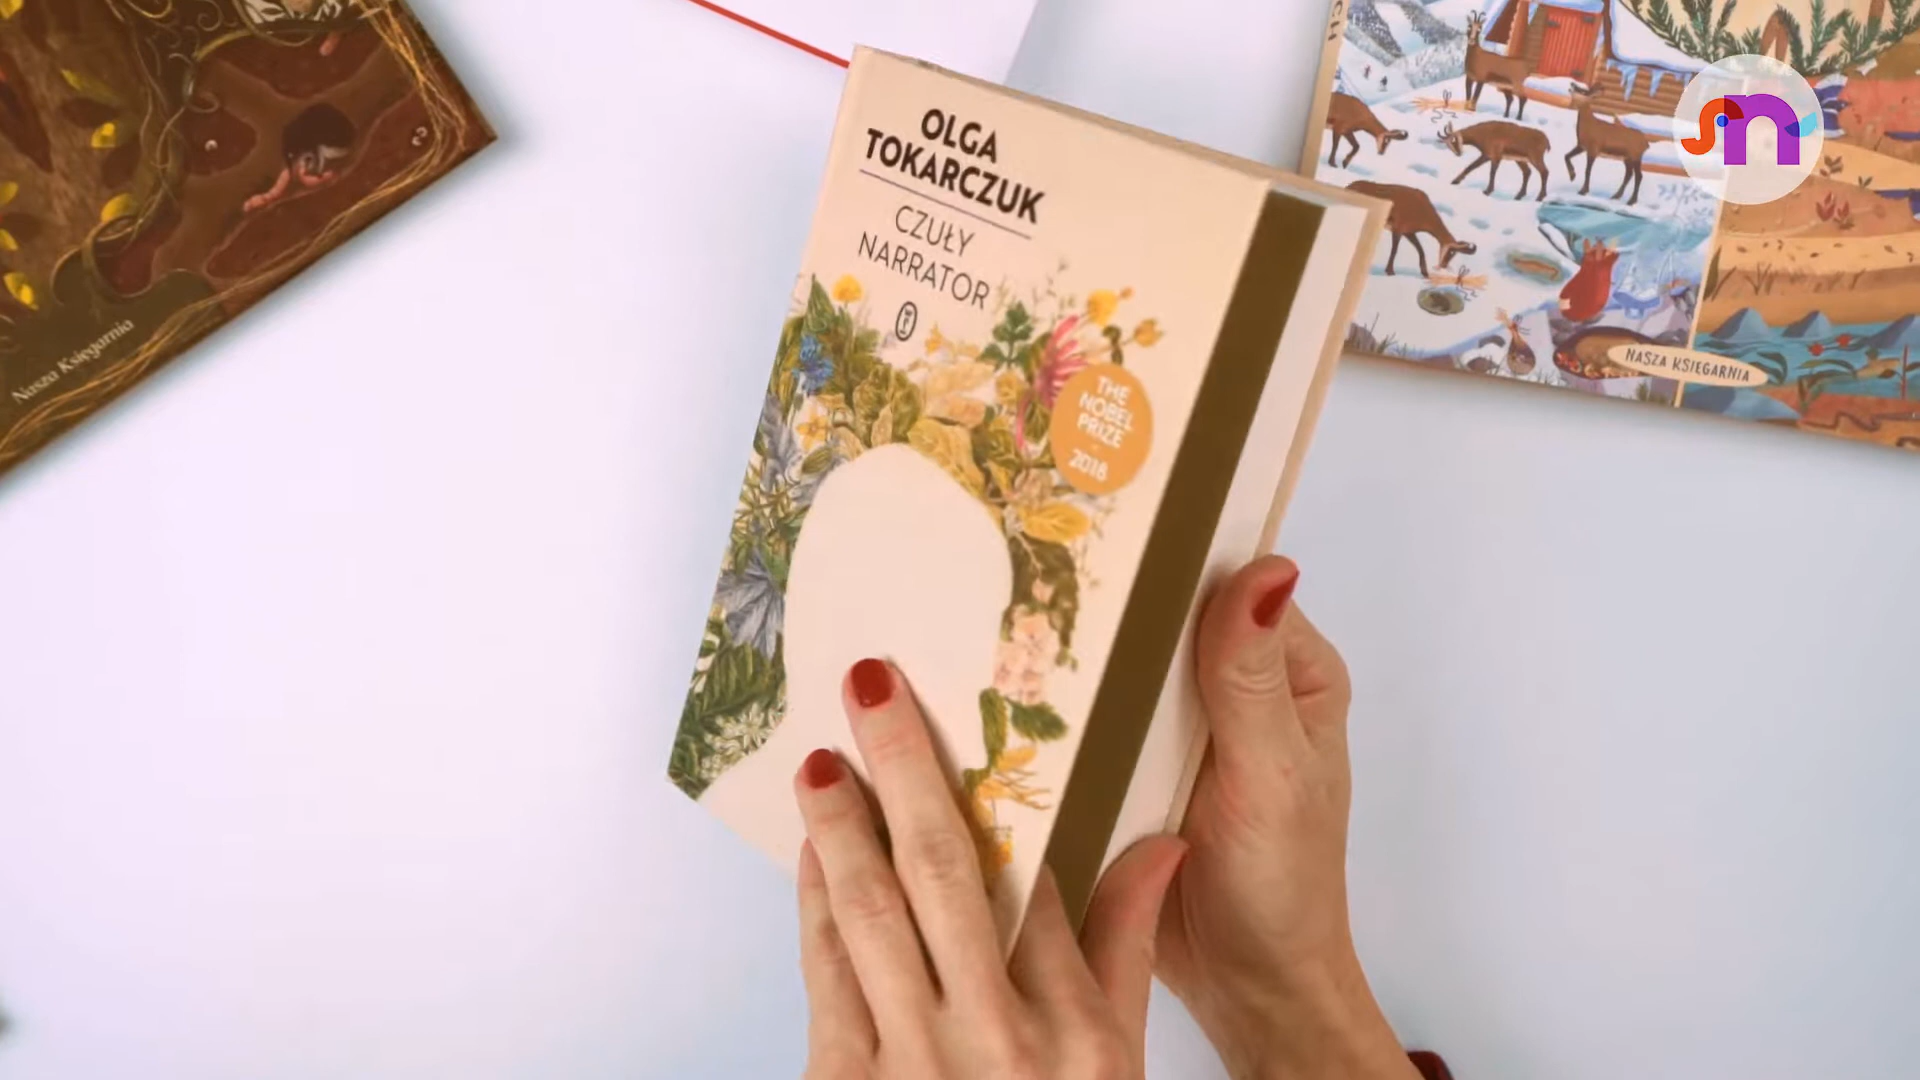 OLGA
TOKARCZUK
CZUŁY
NARRATOR
THE
NOBEL
PRIZE
2018
Nasza Księgarnia
NASZA KSIĘGARNIA